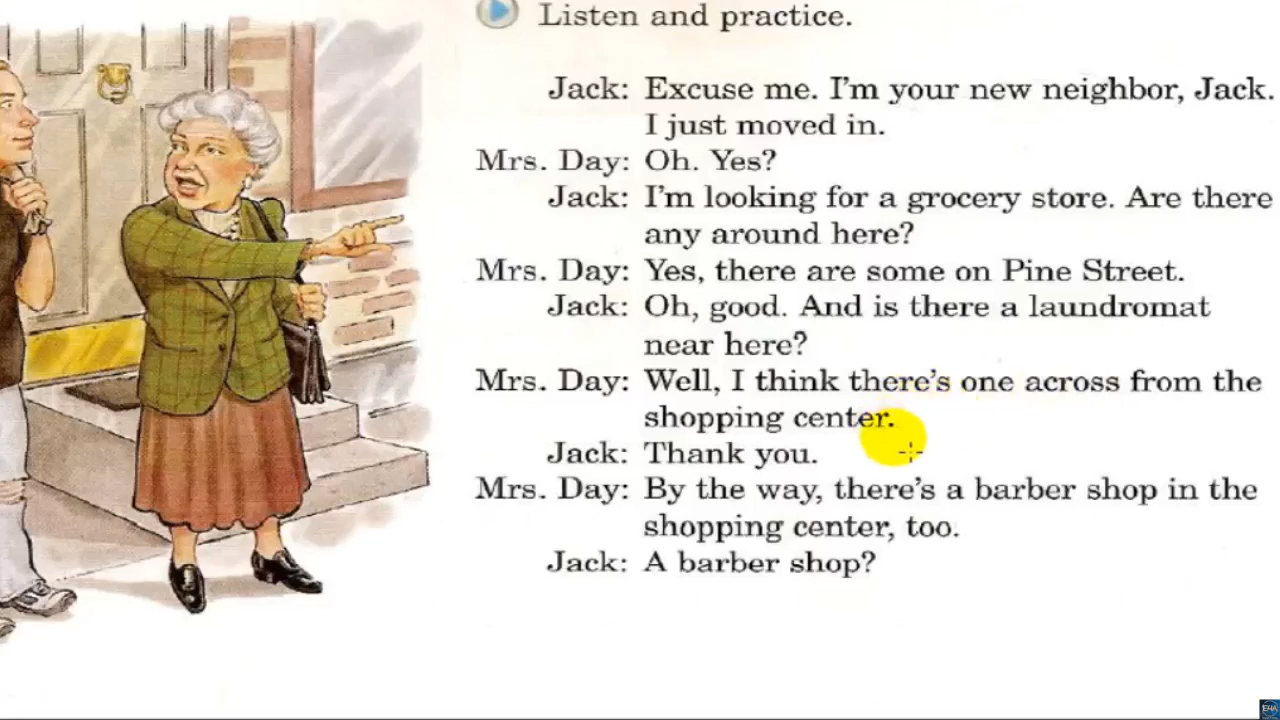 Listen and practice.
Jack: Excuse me. I'm your new neighbor, Jack.
I just moved in.
Mrs. Day: Oh. Yes?
Jack: I'm looking for a grocery store. Are there
any around here?
Mrs. Day: Yes, there are some on Pine Street.
Jack: Oh, good. And is there a laundromat
near here?
Mrs. Day: Well, I think there's one across from the
shopping center.
Jack: Thank you.
Mrs. Day: By the way, there's a barber shop in the
shopping center, too.
Jack: A barber shop?